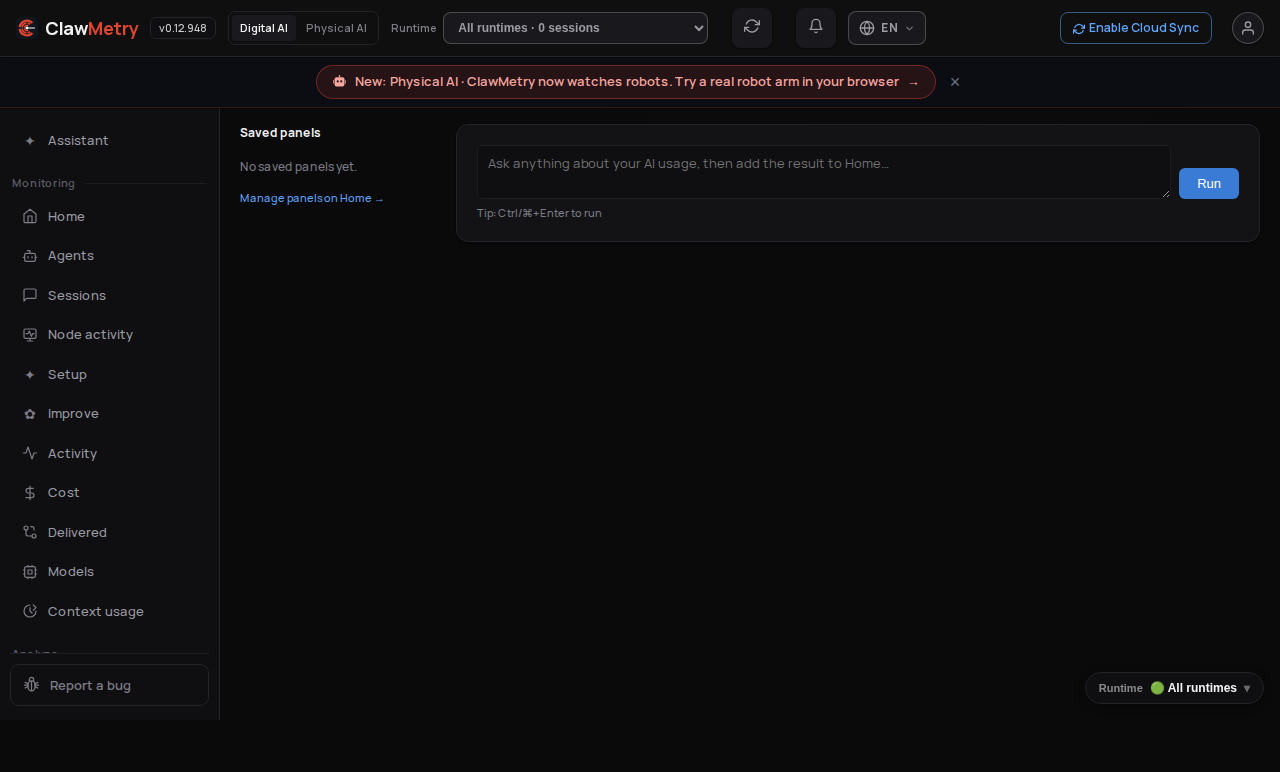 ClawMetry
v0.12.948
Digital AI
Physical AI
Runtime
All runtimes · 0 sessions
EN
Enable Cloud Sync
New: Physical AI · ClawMetry now watches robots. Try a real robot arm in your browser →
×
Assistant
Monitoring
Home
Agents
Sessions
Node activity
Setup
Improve
Activity
Cost
Delivered
Models
Context usage
Analyze
Report a bug
Saved panels
No saved panels yet.
Manage panels on Home →
Ask anything about your AI usage, then add the result to Home…
Run
Tip: Ctrl/⌘+Enter to run
Runtime All runtimes ▾